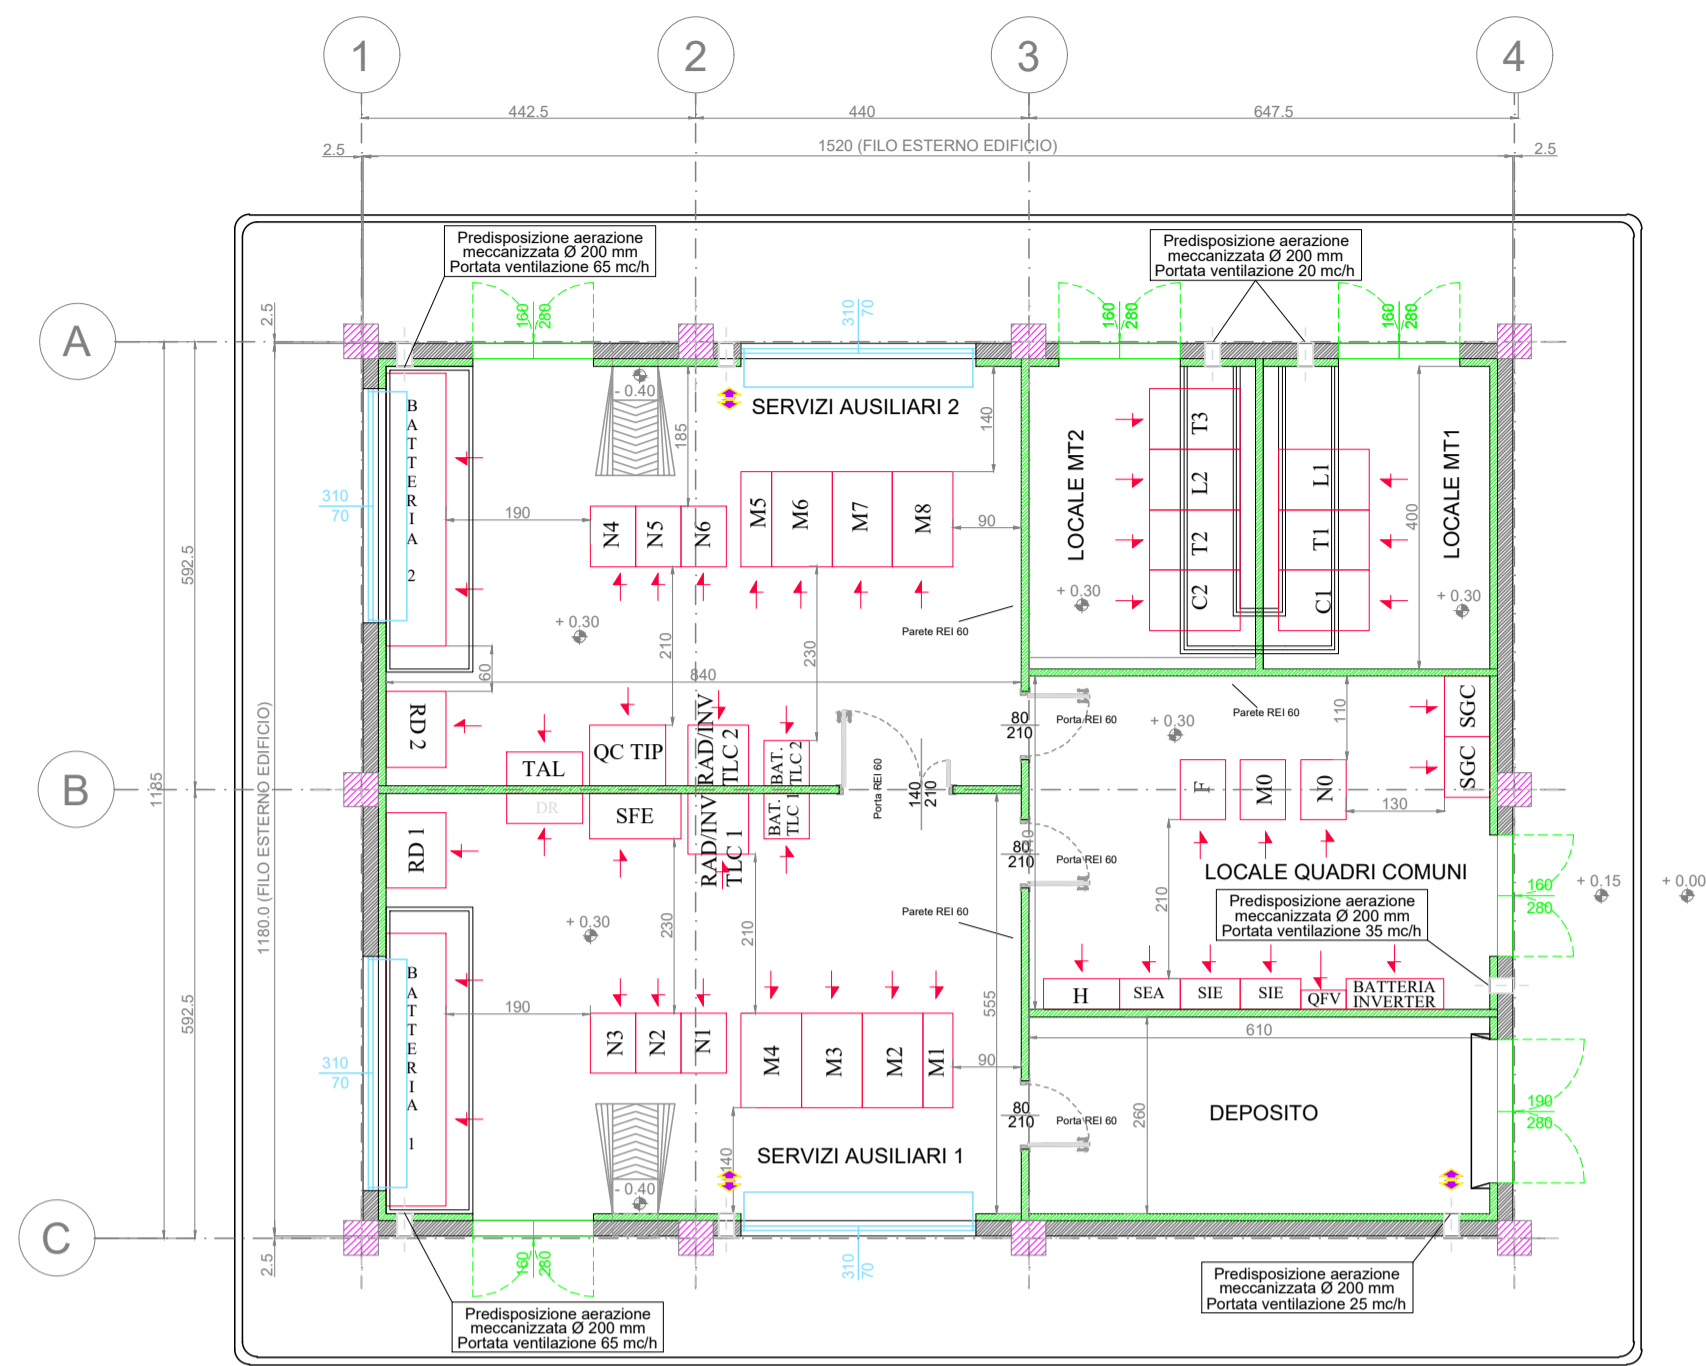 1
2
3
4
442.5
440
647.5
2.5
1520 (FILO ESTERNO EDIFICIO)
2.5
Predisposizione aerazione
meccanizzata Ø 200 mm
Portata ventilazione 65 mc/h
Predisposizione aerazione
meccanizzata Ø 200 mm
Portata ventilazione 20 mc/h
2.5
160
280
310
70
160
280
160
280
A
- 0.40
BATTERIA 2
SERVIZI AUSILIARI 2
185
140
LOCALE MT2
T3
L2
T2
C2
L1
T1
C1
LOCALE MT1
400
310
70
190
N4
N5
N6
M5
M6
M7
M8
90
592.5
+ 0.30
+ 0.30
+ 0.30
Parete REI 60
210
230
60
840
RD 2
TAL
QC TIP
RAD/INV
TLC 2
BAT.
TLC 2
80
210
Porta REI 60
Parete REI 60
+ 0.30
110
SGC
SGC
B
1185
1180.0 (FILO ESTERNO EDIFICIO)
DR
SFE
RAD/INV
TLC 1
BAT.
TLC 1
Porta REI 60
140
210
F
M0
N0
130
RD 1
80
210
Porta REI 60
LOCALE QUADRI COMUNI
160
280
+ 0.15
+ 0.00
Predisposizione aerazione
meccanizzata Ø 200 mm
Portata ventilazione 35 mc/h
+ 0.30
230
210
Parete REI 60
210
BATTERIA 1
190
555
H
SEA
SIE
SIE
QFV
BATTERIA
INVERTER
592.5
N3
N2
N1
M4
M3
M2
M1
90
610
310
70
80
210
Porta REI 60
260
DEPOSITO
190
280
SERVIZI AUSILIARI 1
140
- 0.40
C
2.5
160
280
310
70
Predisposizione aerazione
meccanizzata Ø 200 mm
Portata ventilazione 25 mc/h
Predisposizione aerazione
meccanizzata Ø 200 mm
Portata ventilazione 65 mc/h